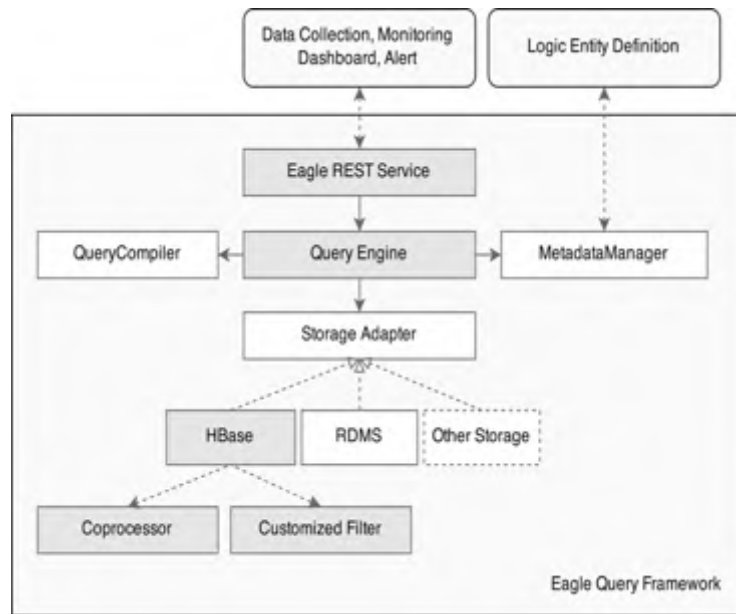 Data Collection, Monitoring
Dashboard, Alert
Logic Entity Definition
Eagle REST Service
QueryCompiler
Query Engine
MetadataManager
Storage Adapter
HBase
RDMS
Other Storage
Coprocessor
Customized Filter
Eagle Query Framework